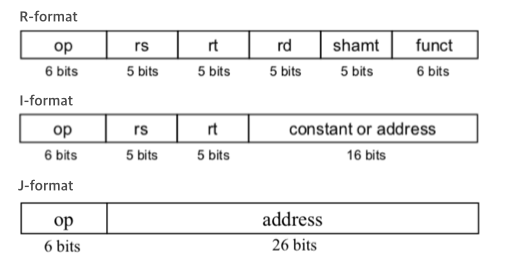 R-format
op rs rt rd shamt funct
6 bits 5 bits 5 bits 5 bits 5 bits 6 bits
I-format
op rs rt constant or address
6 bits 5 bits 5 bits 16 bits
J-format
op address
6 bits 26 bits